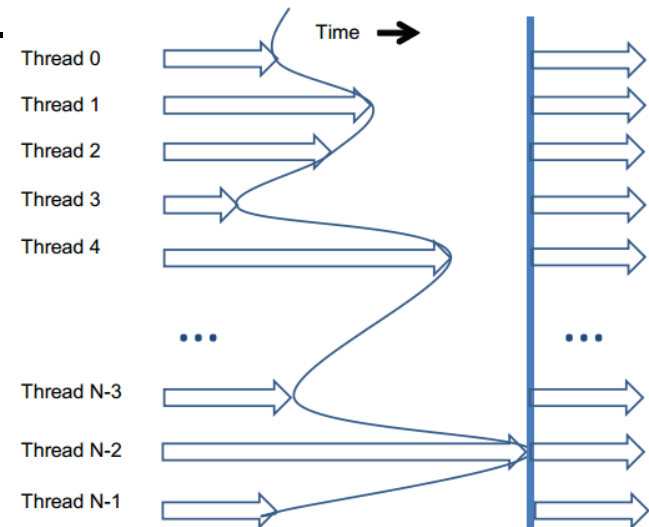 Time
Thread 0
Thread 1
Thread 2
Thread 3
Thread 4
... ...
Thread N-3
Thread N-2
Thread N-1